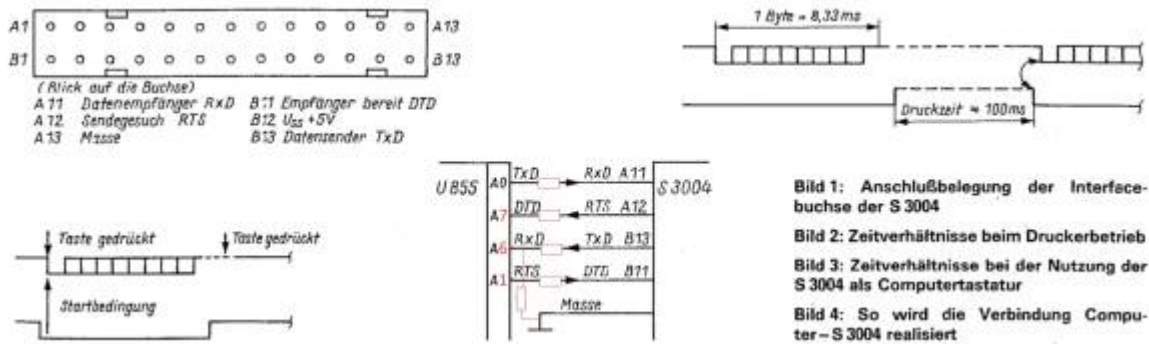 A1 A13
B1 B13
(Blick auf die Buchse)
A11 Datenempfänger RxD B11 Empfänger bereit DTD
A12 Sendegesuch RTS B12 Uss +5V
A13 Masse B13 Datensender TxD
1 Byte ≈ 8,33 ms
Druckzeit ≈ 100 ms
Taste gedrückt Taste gedrückt
Startbedingung
U 855 A0 TxD RxD A11 S 3004
A7 DTD RTS A12
A6 RxD TxD B13
A1 RTS DTD B11
Masse
Bild 1: Anschlußbelegung der Interface-
buchse der S 3004
Bild 2: Zeitverhältnisse beim Druckerbetrieb
Bild 3: Zeitverhältnisse bei der Nutzung der
S 3004 als Computertastatur
Bild 4: So wird die Verbindung Compu-
ter–S 3004 realisiert